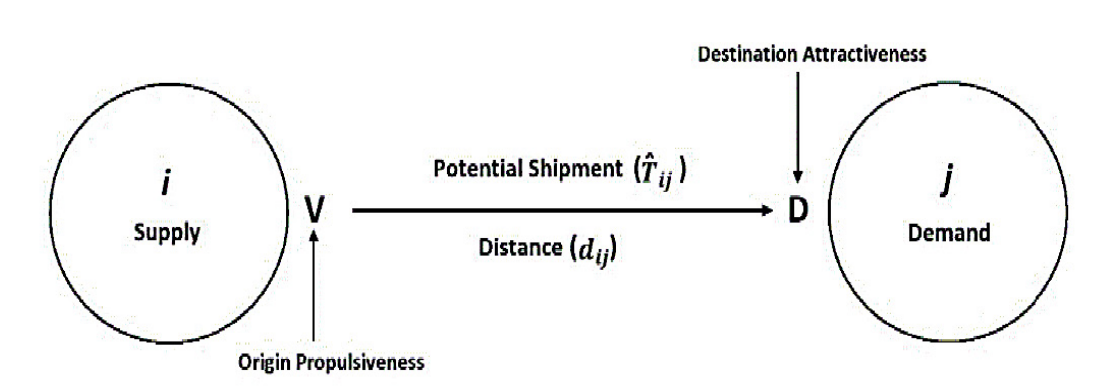 Destination Attractiveness
i
Supply
V
Potential Shipment (T̂ij)
Distance (dij)
D
j
Demand
Origin Propulsiveness